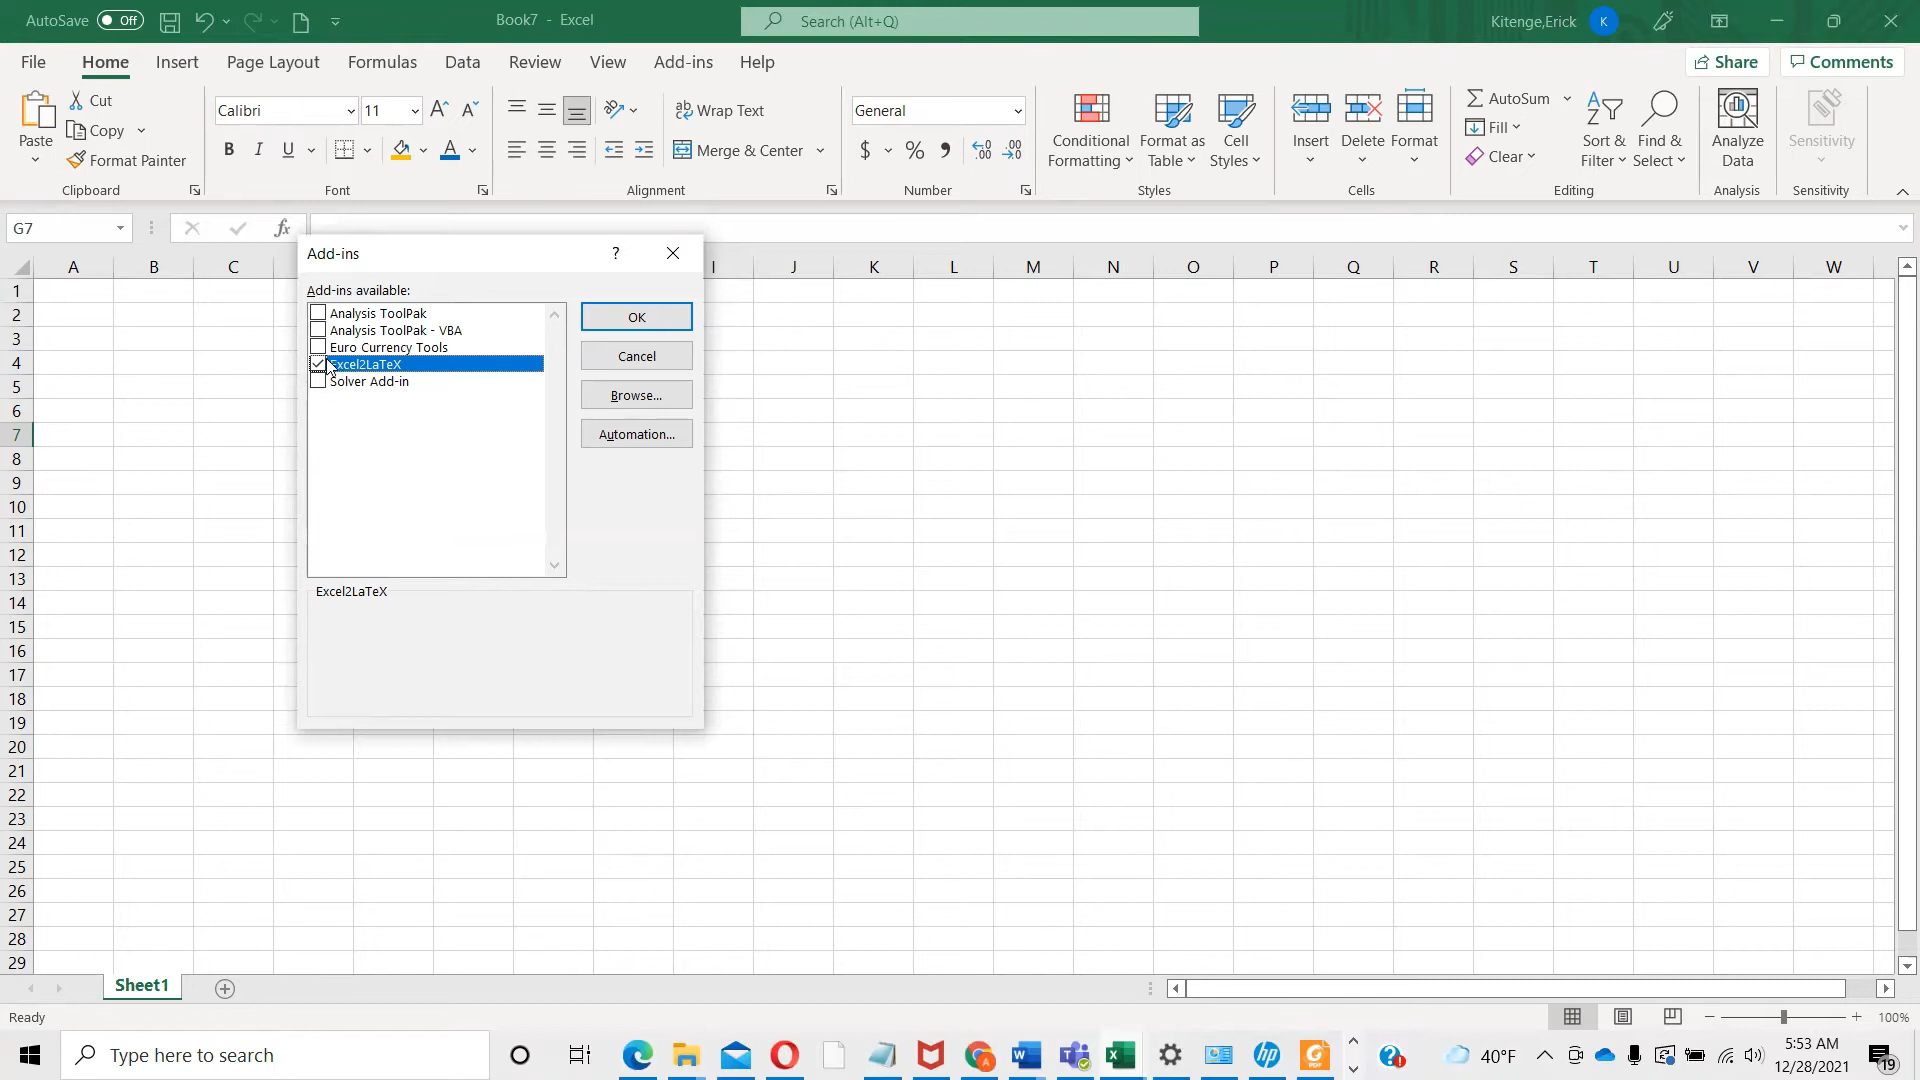 AutoSave Off Book7 - Excel Search (Alt+Q) Kitenge,Erick K
File Home Insert Page Layout Formulas Data Review View Add-ins Help Share Comments
Paste Cut Copy Format Painter Clipboard
Calibri 11 A A B I U A Font
ab Wrap Text Merge & Center Alignment
General $ % 9 .00 .00 Number
Conditional Formatting Format as Table Cell Styles Styles
Insert Delete Format Cells
AutoSum Fill Clear Sort & Filter Find & Select Editing
Analyze Data Analysis
Sensitivity Sensitivity
G7 fx
A B C I J K L M N O P Q R S T U V W
Add-ins ? ×
Add-ins available:
Analysis ToolPak
Analysis ToolPak - VBA
Euro Currency Tools
Excel2LaTeX
Solver Add-in
OK
Cancel
Browse...
Automation...
Excel2LaTeX
1
2
3
4
5
6
7
8
9
10
11
12
13
14
15
16
17
18
19
20
21
22
23
24
25
26
27
28
29
Sheet1
Ready 100%
Type here to search 40°F 5:53 AM
12/28/2021 19